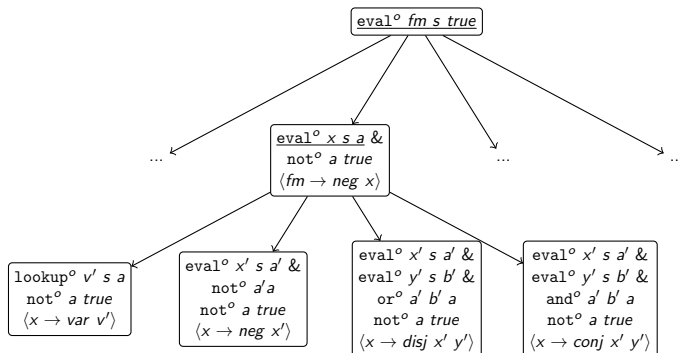 evalᵒ fm s true
...
evalᵒ x s a &
notᵒ a true
⟨fm → neg x⟩
...
..
lookupᵒ v′ s a
notᵒ a true
⟨x → var v′⟩
evalᵒ x′ s a′ &
notᵒ a′a
notᵒ a true
⟨x → neg x′⟩
evalᵒ x′ s a′ &
evalᵒ y′ s b′ &
orᵒ a′ b′ a
notᵒ a true
⟨x → disj x′ y′⟩
evalᵒ x′ s a′ &
evalᵒ y′ s b′ &
andᵒ a′ b′ a
notᵒ a true
⟨x → conj x′ y′⟩